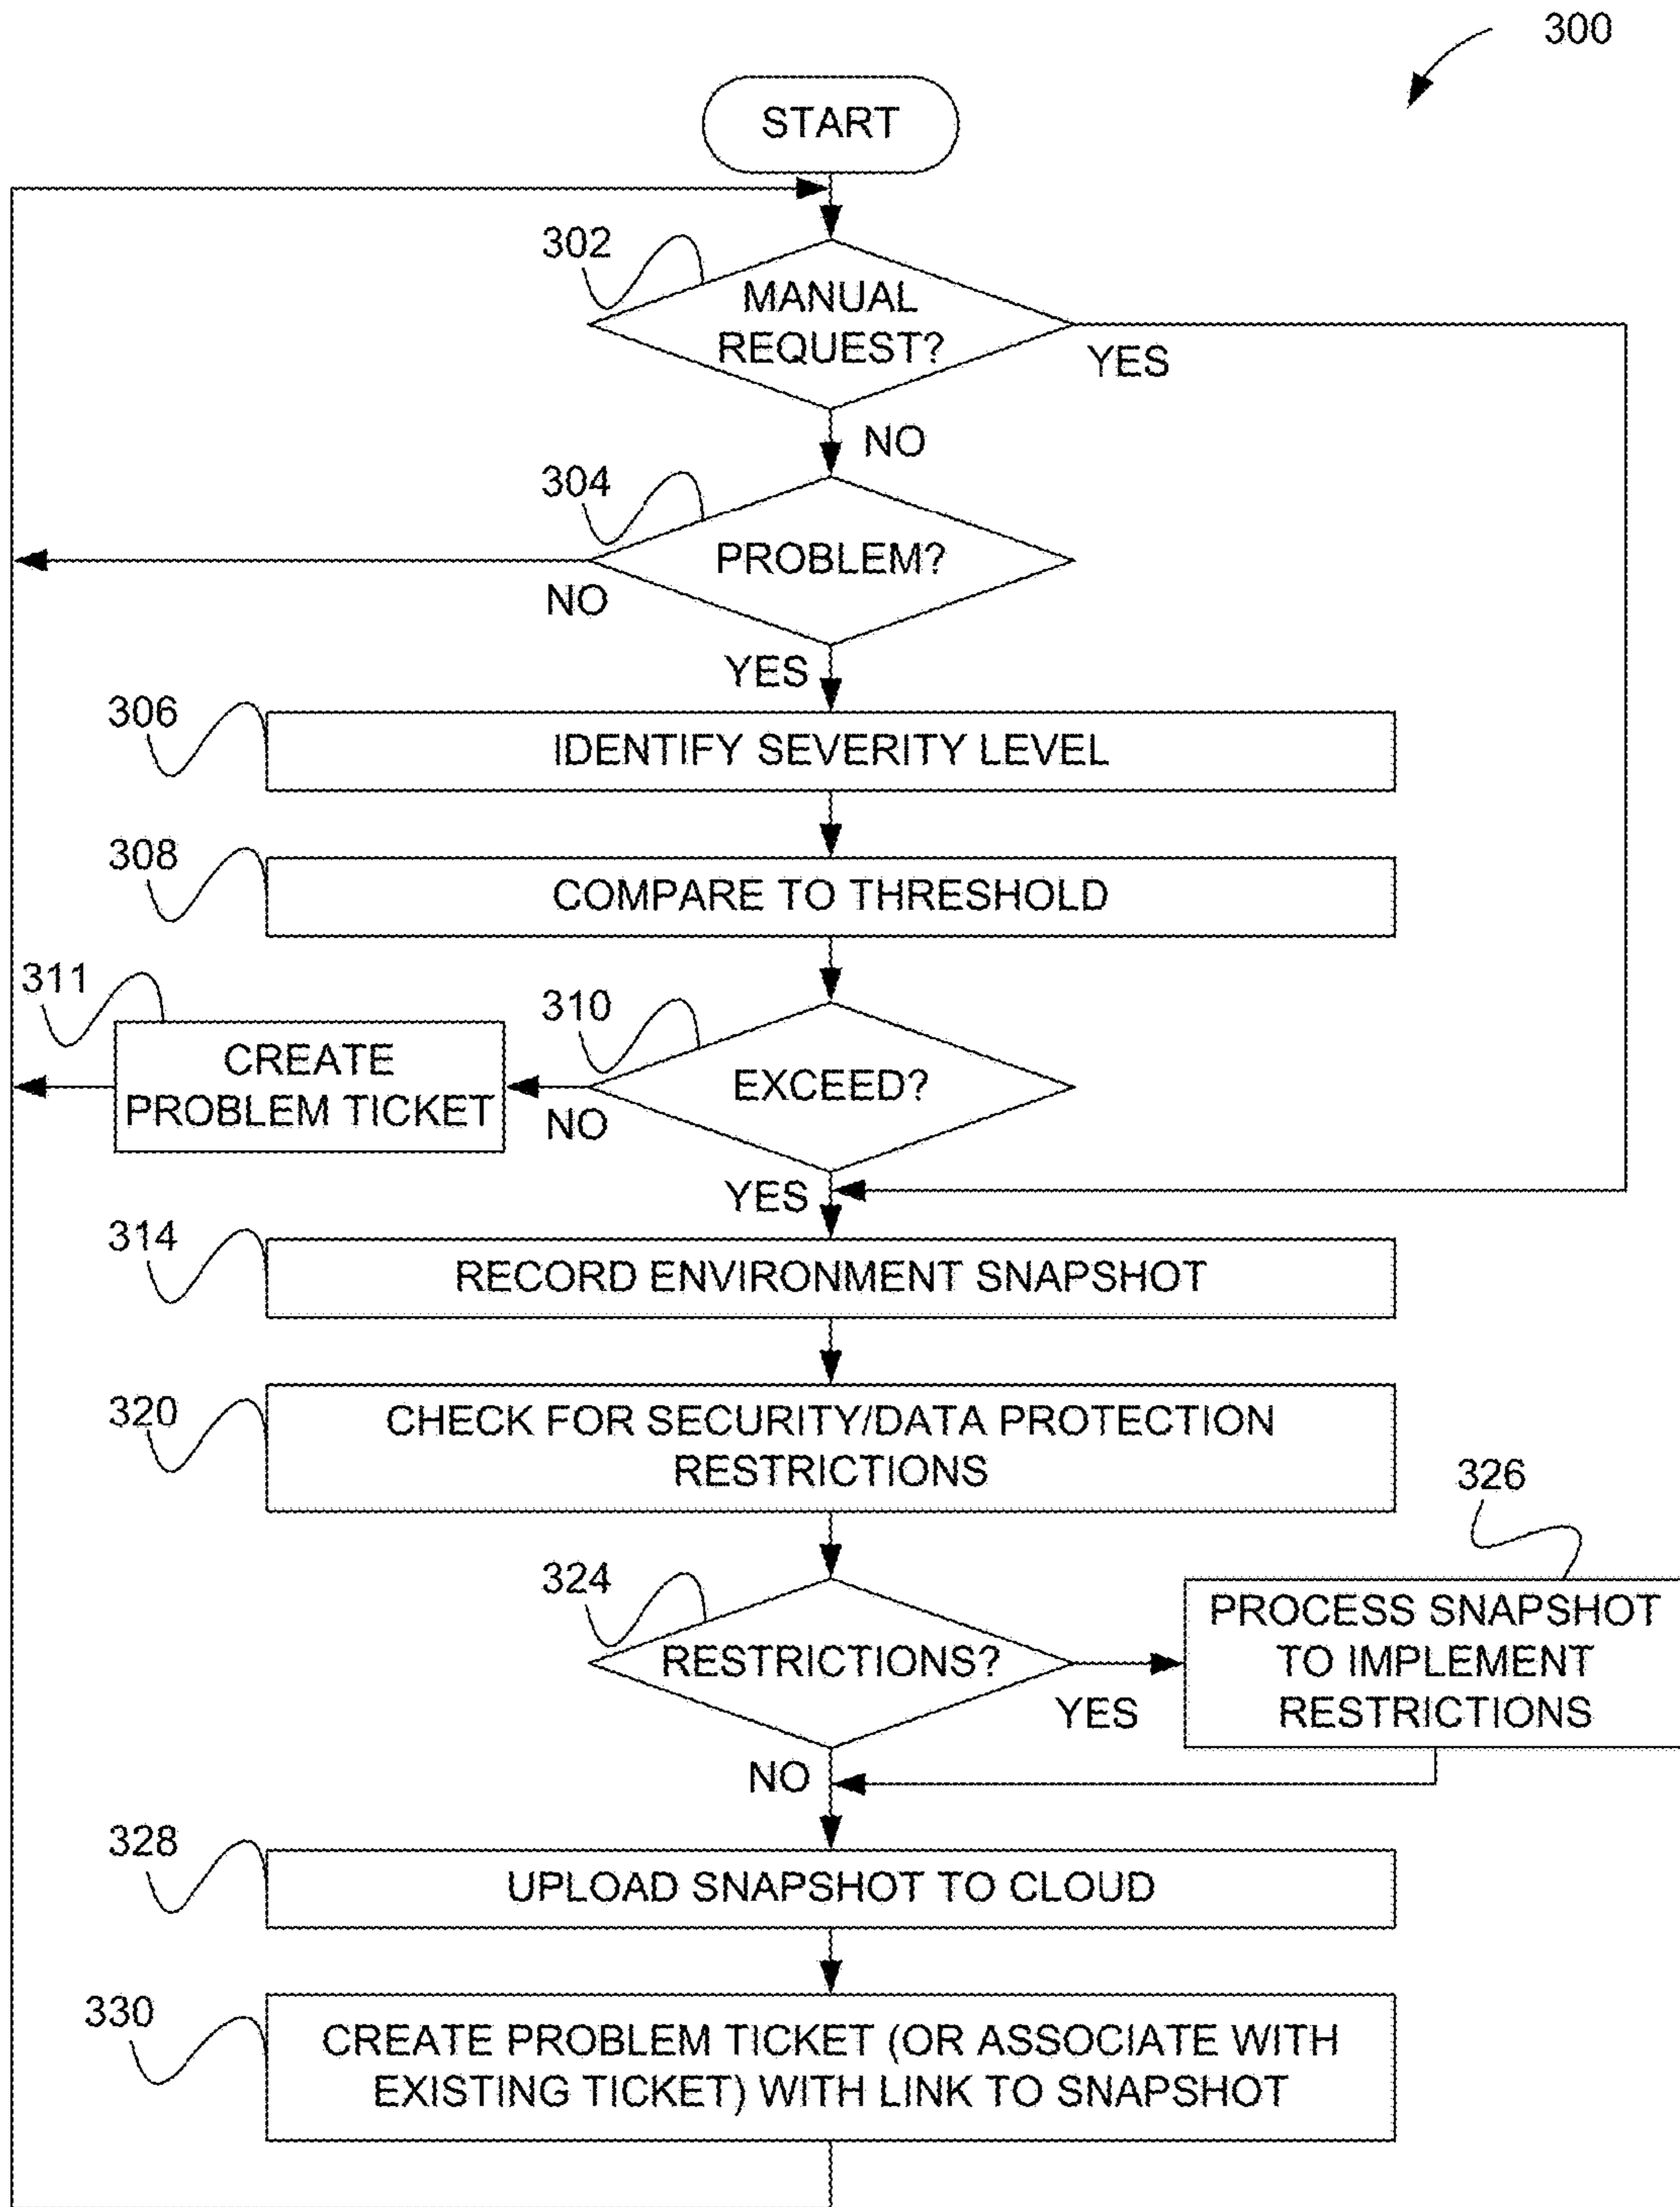 300
START
302
MANUAL
REQUEST?
YES
NO
304
PROBLEM?
NO
YES
306
IDENTIFY SEVERITY LEVEL
308
COMPARE TO THRESHOLD
311
CREATE
PROBLEM TICKET
310
EXCEED?
NO
YES
314
RECORD ENVIRONMENT SNAPSHOT
320
CHECK FOR SECURITY/DATA PROTECTION
RESTRICTIONS
324
RESTRICTIONS?
YES
326
PROCESS SNAPSHOT
TO IMPLEMENT
RESTRICTIONS
NO
328
UPLOAD SNAPSHOT TO CLOUD
330
CREATE PROBLEM TICKET (OR ASSOCIATE WITH
EXISTING TICKET) WITH LINK TO SNAPSHOT